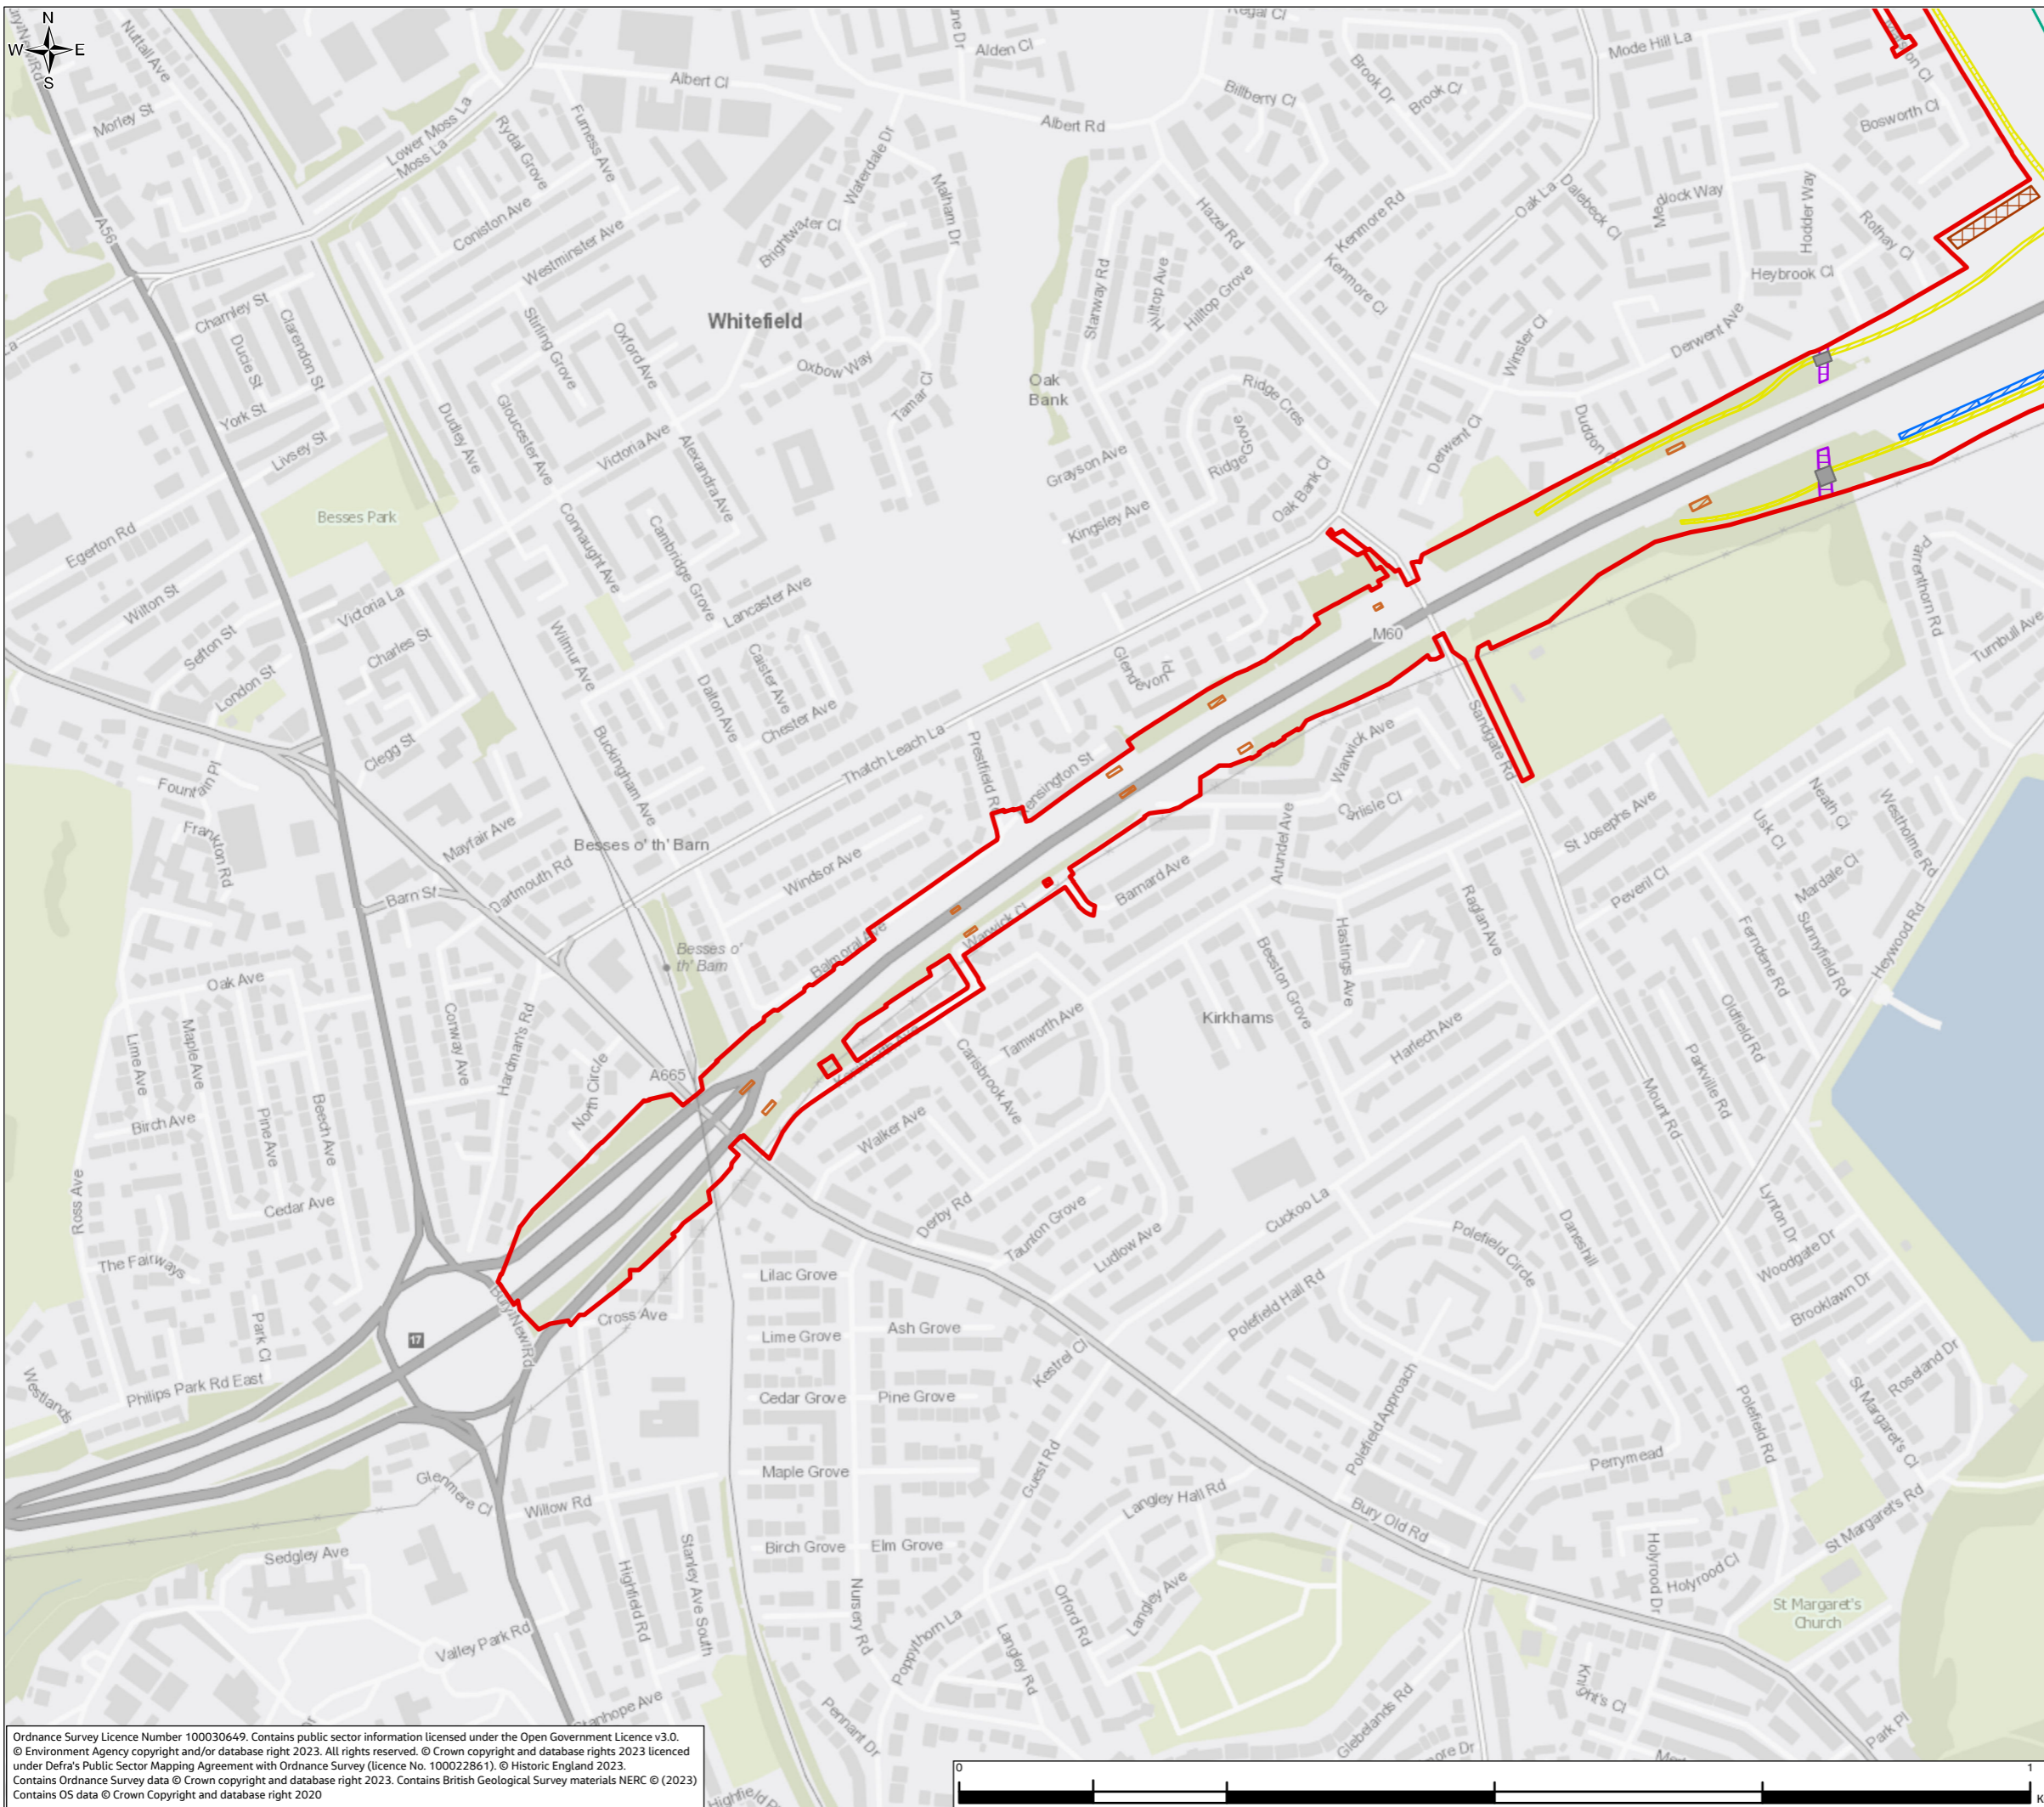 N
W E
S
Nuttall Ave
Morley St
A56
Lower Moss La
Moss La
Rydal Grove
Furness Ave
Albert Cl
Alden Cl
Albert Rd
Regal Cl
Billberry Cl
Brook Dr
Brook Cl
Mode Hill La
Bosworth Cl
Waterdale Dr
Malham Dr
Brightwater Cl
Coniston Ave
Westminster Ave
Hazel Rd
Kenmore Rd
Kenmore Cl
Oak La
Dalebeck Cl
Medlock Way
Hodder Way
Rothay Cl
Heybrook Cl
Charnley St
Ducie St
Clarendon St
York St
Livsey St
Stirling Grove
Oxford Ave
Whitefield
Oxbow Way
Tamar Cl
Oak
Bank
Stanway Rd
Hilltop Ave
Hilltop Grove
Ridge Cres
Ridge Grove
Winster Cl
Derwent Ave
Derwent Cl
Duddon
Dudley Ave
Gloucester Ave
Victoria Ave
Alexandra Ave
Grayson Ave
Kingsley Ave
Oak Bank Cl
Besses Park
Egerton Rd
Wilton St
Sefton St
London St
Victoria La
Charles St
Clegg St
Connaught Ave
Cambridge Grove
Lancaster Ave
Wilmur Ave
Caister Ave
Chester Ave
Dalton Ave
Buckingham Ave
Thatch Leach La
Prestfield Rd
Kensington St
M60
Parrenthorn Rd
Turnbull Ave
Sandgate Rd
Warwick Ave
Carlisle Cl
Fountain Pl
Frankton Rd
Mayfair Ave
Dartmouth Rd
Barn St
Besses o' th' Barn
Windsor Ave
Balmoral Ave
Warwick Cl
Barnard Ave
Arundel Ave
St Josephs Ave
Usk Cl
Neath Cl
Westholme Rd
Peveril Cl
Mardale Cl
Raglan Ave
Hastings Ave
Beeston Grove
Ferndene Rd
Sunnyfield Rd
Heywood Rd
Besses o'
th' Barn
Oak Ave
Lime Ave
Maple Ave
Conway Ave
Hardman's Rd
North Circle
A665
Tamworth Ave
Carisbrook Ave
Kirkhams
Harlech Ave
Oldfield Rd
Parkville Rd
Mount Rd
Birch Ave
Pine Ave
Beech Ave
Ross Ave
Cedar Ave
The Fairways
Park Cl
Walker Ave
Derby Rd
Taunton Grove
Ludlow Ave
Cuckoo La
Polefield Circle
Daneshill
Lynton Dr
Woodgate Dr
Brooklawn Dr
Polefield Hall Rd
17
Bury New Rd
Cross Ave
Lilac Grove
Lime Grove
Ash Grove
Cedar Grove
Pine Grove
Maple Grove
Birch Grove
Elm Grove
Kestrel Cl
Guest Rd
Polefield Approach
Polefield Rd
Roseland Dr
St Margaret's Cl
Westlands
Philips Park Rd East
Glenmere Cl
Willow Rd
Sedgley Ave
Highfield Rd
Stanley Ave South
Nursery Rd
Langley Hall Rd
Perrymead
Bury Old Rd
St Margaret's Rd
Holyrood Dr
Holyrood Cl
St Margaret's
Church
Valley Park Rd
Stanhope Ave
Poppythorn La
Langley Rd
Orford Rd
Langley Ave
Pennant Dr
Glebelands Rd
Knight's Cl
Park Pl
Ordnance Survey Licence Number 100030649. Contains public sector information licensed under the Open Government Licence v3.0.
© Environment Agency copyright and/or database right 2023. All rights reserved. © Crown copyright and database rights 2023 licenced
under Defra's Public Sector Mapping Agreement with Ordnance Survey (licence No. 100022861). © Historic England 2023.
Contains Ordnance Survey data © Crown copyright and database right 2023. Contains British Geological Survey materials NERC © (2023)
Contains OS data © Crown Copyright and database right 2020
0 1